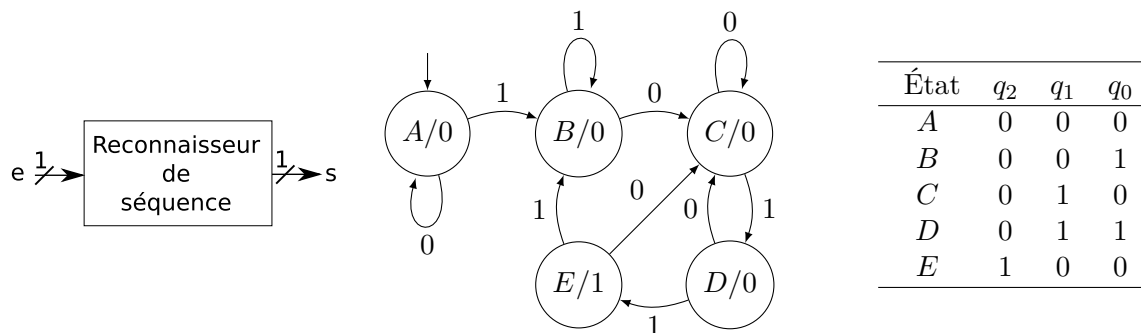 e
1
Reconnaisseur
de
séquence
1
s
A/0
1
0
1
B/0
0
0
C/0
1
E/1
0
0
1
D/0
1
État q2 q1 q0
A 0 0 0
B 0 0 1
C 0 1 0
D 0 1 1
E 1 0 0